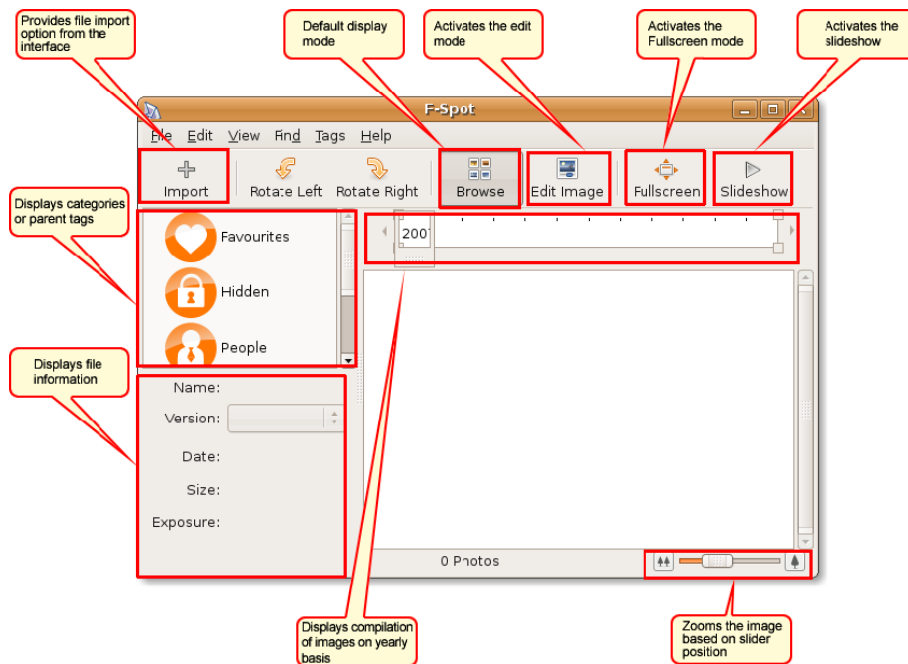 Provides file import
option from the
interface
Default display
mode
Activates the edit
mode
Activates the
Fullscreen mode
Activates the
slideshow
F-Spot
File Edit View Find Tags Help
Import Rotate Left Rotate Right Browse Edit Image Fullscreen Slideshow
Displays categories
or parent tags
Favourites
2007
Hidden
People
Displays file
information
Name:
Version:
Date:
Size:
Exposure:
0 Photos
Displays compilation
of images on yearly
basis
Zooms the image
based on slider
position